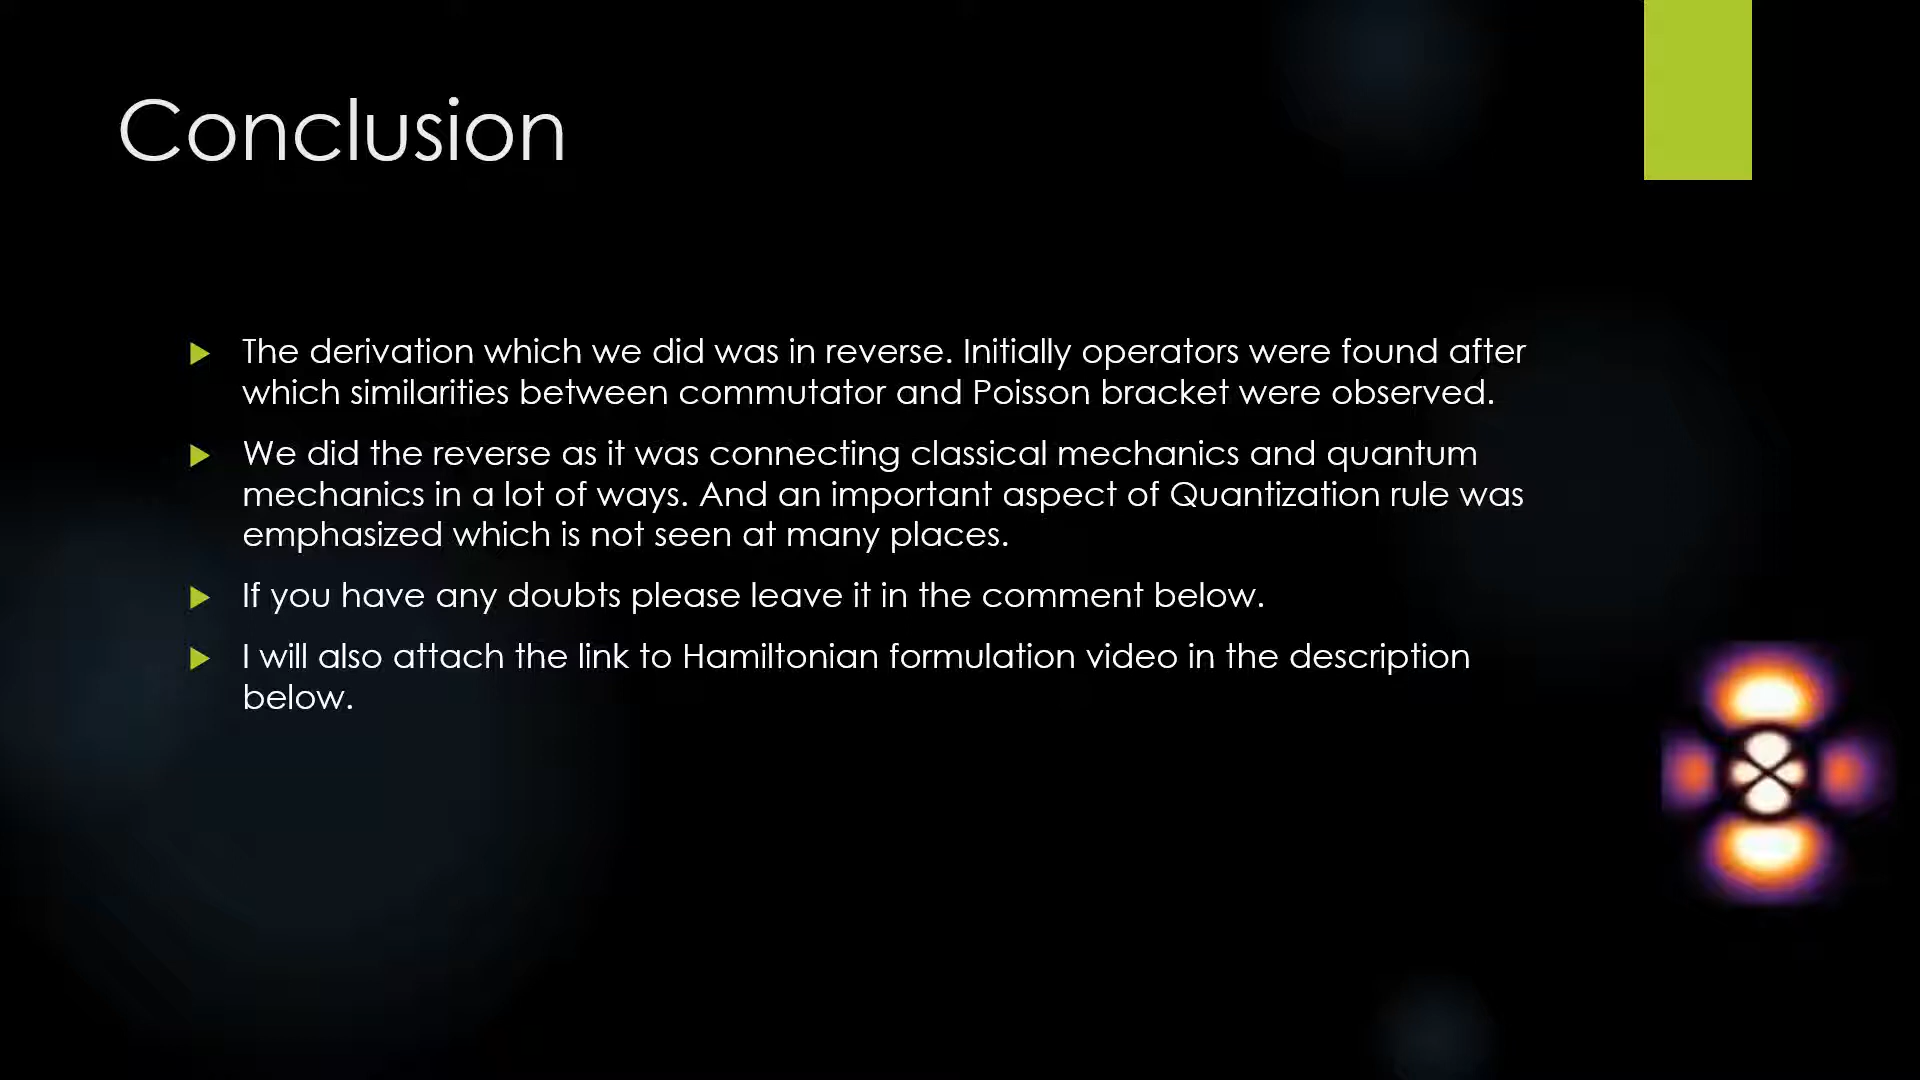 Conclusion
The derivation which we did was in reverse. Initially operators were found after
which similarities between commutator and Poisson bracket were observed.
We did the reverse as it was connecting classical mechanics and quantum
mechanics in a lot of ways. And an important aspect of Quantization rule was
emphasized which is not seen at many places.
If you have any doubts please leave it in the comment below.
I will also attach the link to Hamiltonian formulation video in the description
below.